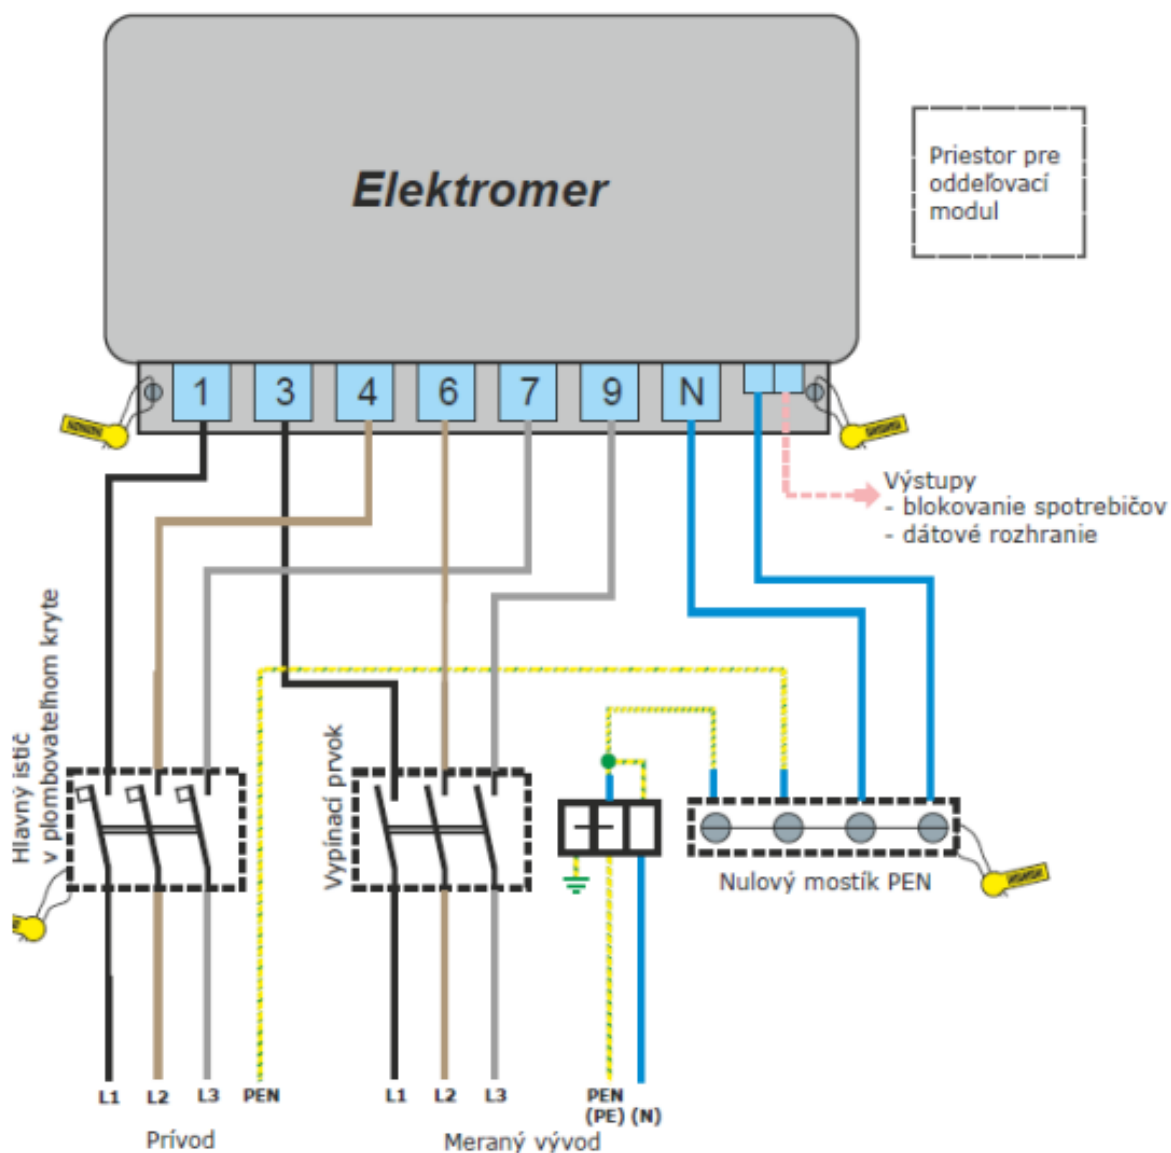 Elektromer
Priestor pre
oddeľovací
modul
1 3 4 6 7 9 N
Výstupy
- blokovanie spotrebičov
- dátové rozhranie
Hlavný istič
v plombovateľnom kryte
Vypínací prvok
Nulový mostík PEN
L1 L2 L3 PEN
L1 L2 L3
PEN
(PE) (N)
Prívod
Meraný vývod